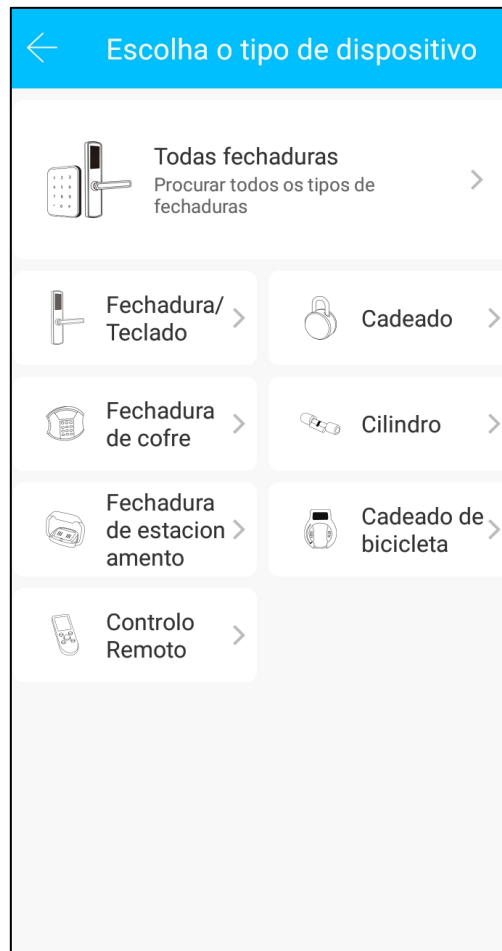 Escolha o tipo de dispositivo
Todas fechaduras
Procurar todos os tipos de
fechaduras
Fechadura/
Teclado
Cadeado
Fechadura
de cofre
Cilindro
Fechadura
de estacion
amento
Cadeado de
bicicleta
Controlo
Remoto